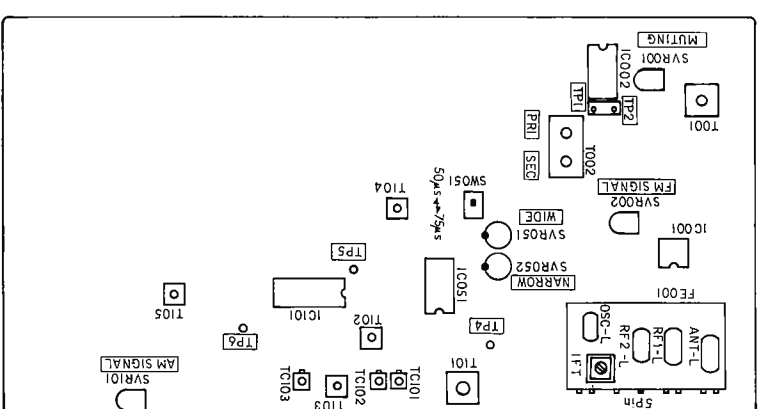 MUTING
SVR001
IC002
TP1
TP2
T001
PRI
SEC
T002
FM SIGNAL
SVR002
IC001
T104
50µs↔75µs
SW051
WIDE
SVR051
SVR052
NARROW
IC051
TP5
IC101
T105
TP6
T102
TP4
FE001
OSC-L
RF2-L
RF1-L
ANT-L
IFT
5Pin
AM SIGNAL
SVR101
TC103
T103
TC102
TC101
T101